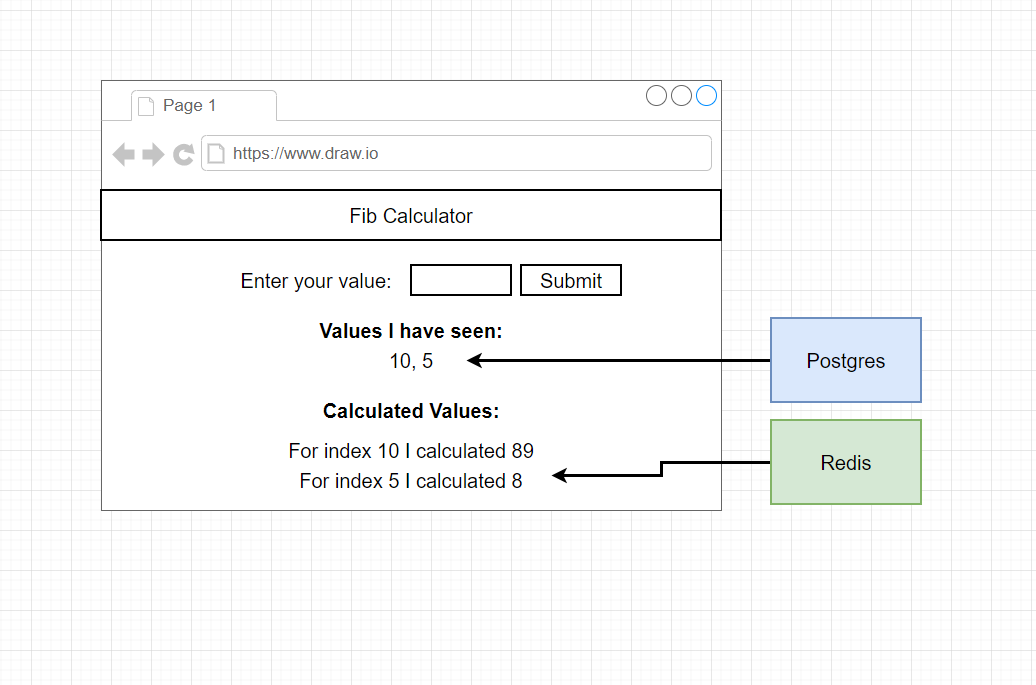 Page 1
https://www.draw.io
Fib Calculator
Enter your value: Submit
Values I have seen:
10, 5
Postgres
Calculated Values:
For index 10 I calculated 89
For index 5 I calculated 8
Redis